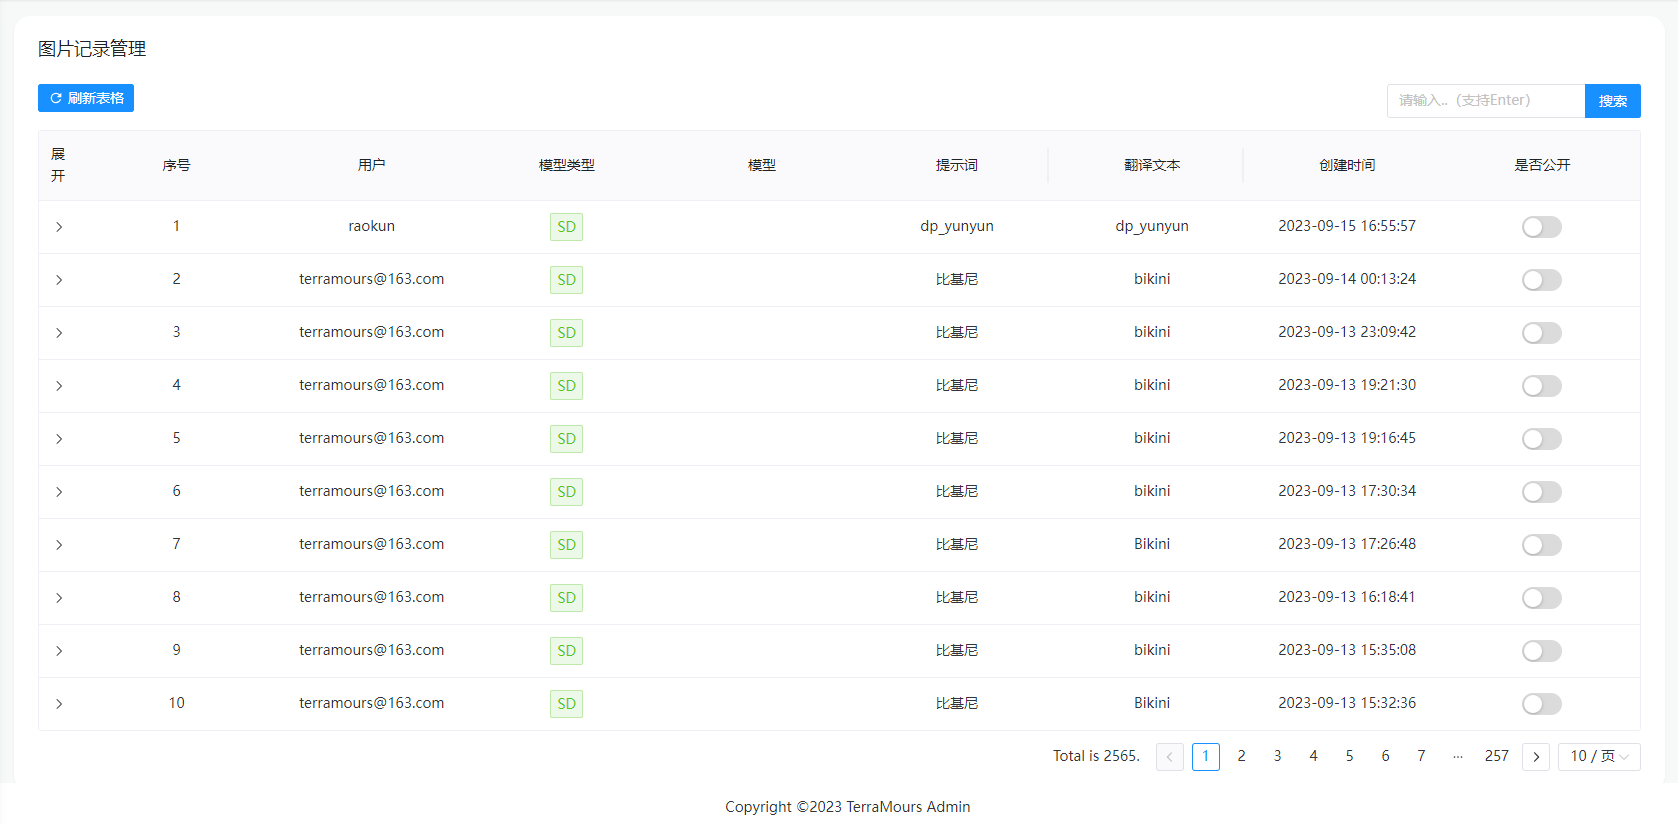 图片记录管理
刷新表格
请输入..（支持Enter） 搜索
展开 序号 用户 模型类型 模型 提示词 翻译文本 创建时间 是否公开
1 raokun SD dp_yunyun dp_yunyun 2023-09-15 16:55:57
2 terramours@163.com SD 比基尼 bikini 2023-09-14 00:13:24
3 terramours@163.com SD 比基尼 bikini 2023-09-13 23:09:42
4 terramours@163.com SD 比基尼 bikini 2023-09-13 19:21:30
5 terramours@163.com SD 比基尼 bikini 2023-09-13 19:16:45
6 terramours@163.com SD 比基尼 bikini 2023-09-13 17:30:34
7 terramours@163.com SD 比基尼 Bikini 2023-09-13 17:26:48
8 terramours@163.com SD 比基尼 bikini 2023-09-13 16:18:41
9 terramours@163.com SD 比基尼 bikini 2023-09-13 15:35:08
10 terramours@163.com SD 比基尼 Bikini 2023-09-13 15:32:36
Total is 2565. 1 2 3 4 5 6 7 ... 257 10 / 页
Copyright ©2023 TerraMours Admin